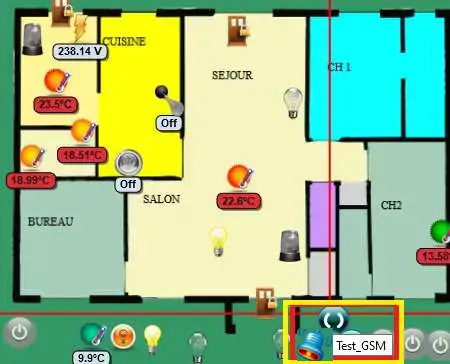 238.14 V
CUISINE
SEJOUR
CH 1
23.5°C
Off
18.51°C
18.99°C
Off
22.6°C
SALON
CH2
BUREAU
13.58
Test_GSM
9.9°C